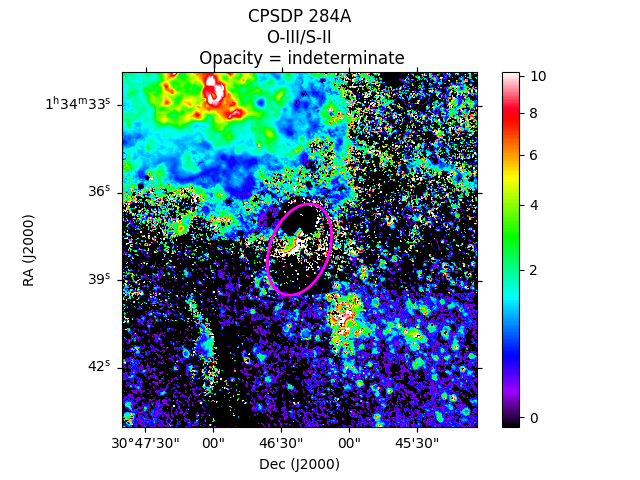 CPSDP 284A
O-III/S-II
Opacity = indeterminate
1ʰ34ᵐ33ˢ
36ˢ
39ˢ
42ˢ
RA (J2000)
30°47'30" 00" 46'30" 00" 45'30"
Dec (J2000)
10
8
6
4
2
0